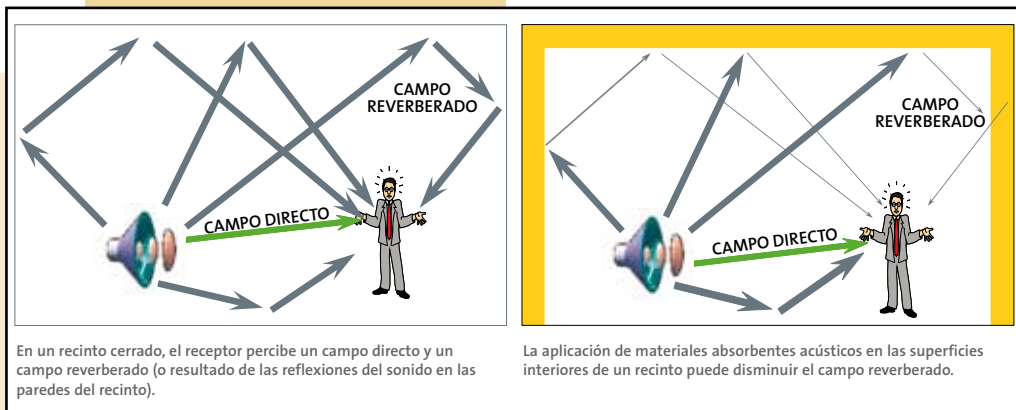 CAMPO
REVERBERADO
CAMPO DIRECTO
En un recinto cerrado, el receptor percibe un campo directo y un
campo reverberado (o resultado de las reflexiones del sonido en las
paredes del recinto).
CAMPO
REVERBERADO
CAMPO DIRECTO
La aplicación de materiales absorbentes acústicos en las superficies
interiores de un recinto puede disminuir el campo reverberado.